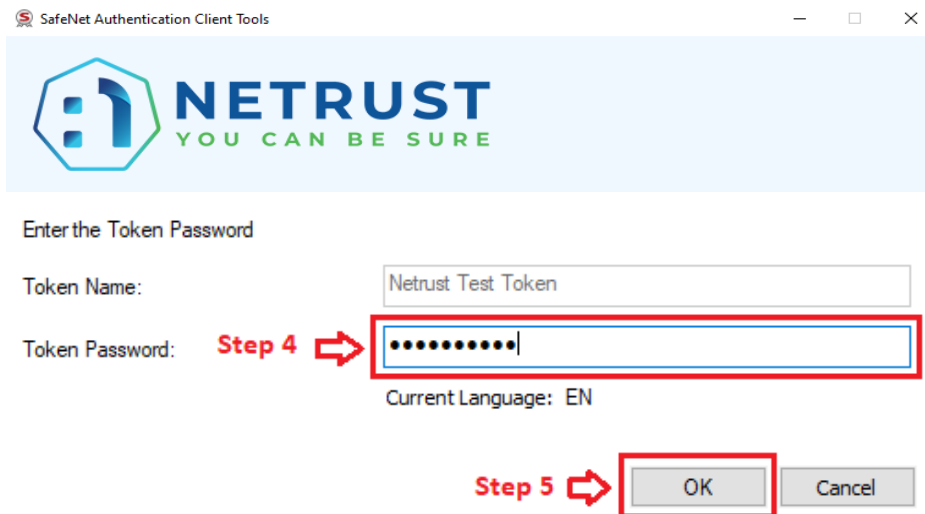 SafeNet Authentication Client Tools
NETRUST
YOU CAN BE SURE
Enter the Token Password
Token Name: Netrust Test Token
Token Password: Step 4 ••••••••••
Current Language: EN
Step 5 OK Cancel